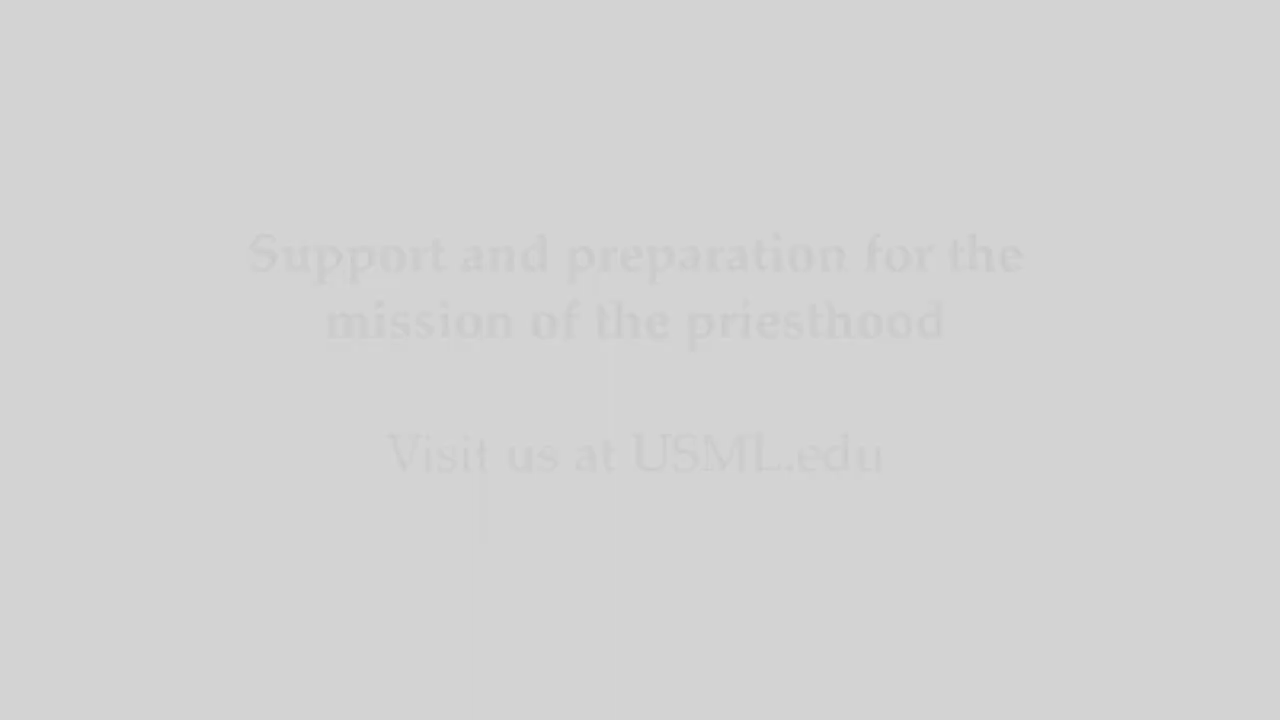 Support and preparation for the
mission of the priesthood
Visit us at USML.edu